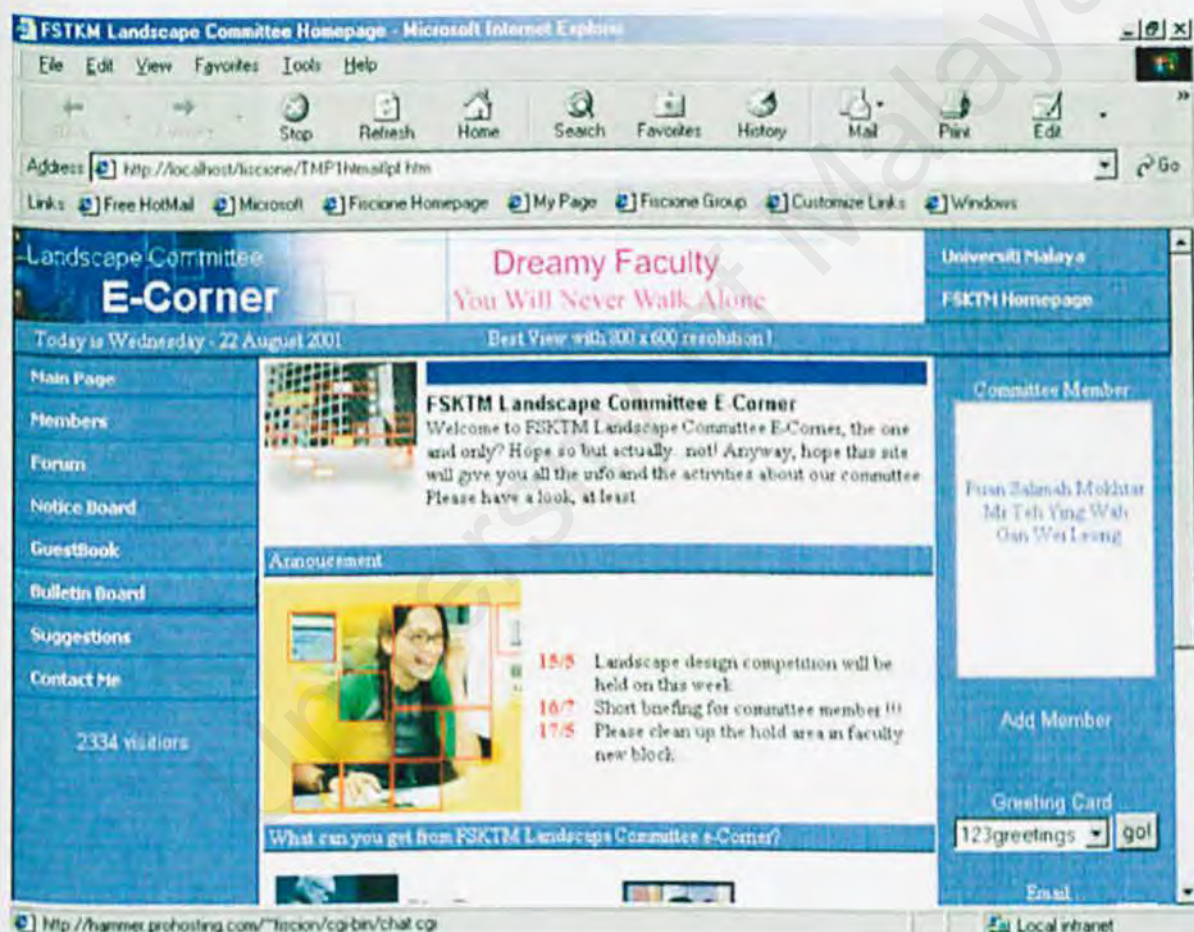 FSTKM Landscape Committee Homepage - Microsoft Internet Explorer
File Edit View Favorites Tools Help
Stop Refresh Home Search Favorites History Mail Print Edit
Address http://localhost/fiscione/
Go
Links Free HotMail Microsoft Fiscione Homepage My Page Fiscione Group Customize Links Windows
Landscape Committee
E-Corner
Dreamy Faculty
You Will Never Walk Alone
Universiti Malaya
FSKTM Homepage
Today is Wednesday - 22 August 2001
Best View with 800 x 600 resolution !
Main Page
Members
Forum
Notice Board
GuestBook
Bulletin Board
Suggestions
Contact Me
2334 visitiors
FSKTM Landscape Committee E-Corner
Welcome to FSKTM Landscape Committee E-Corner, the one
and only? Hope so but actually.. not! Anyway, hope this site
will give you all the info and the activities about our committee
Please have a look, at least
Annoucement
15/5 Landscape design competition will be
held on this week
16/7 Short briefing for committee member !!!
17/5 Please clean up the hold area in faculty
new block
What can you get from FSKTM Landscape Committee e-Corner?
Committee Member
Puan Salmah Mokhtar
Mr Teh Ying Wah
Gan Wei Leong
Add Member
Greeting Card
123greetings go!
Email
http://hammer.prohosting.com/~fiscion/cgi-bin/chat.cgi
Local intranet
University of Malaya